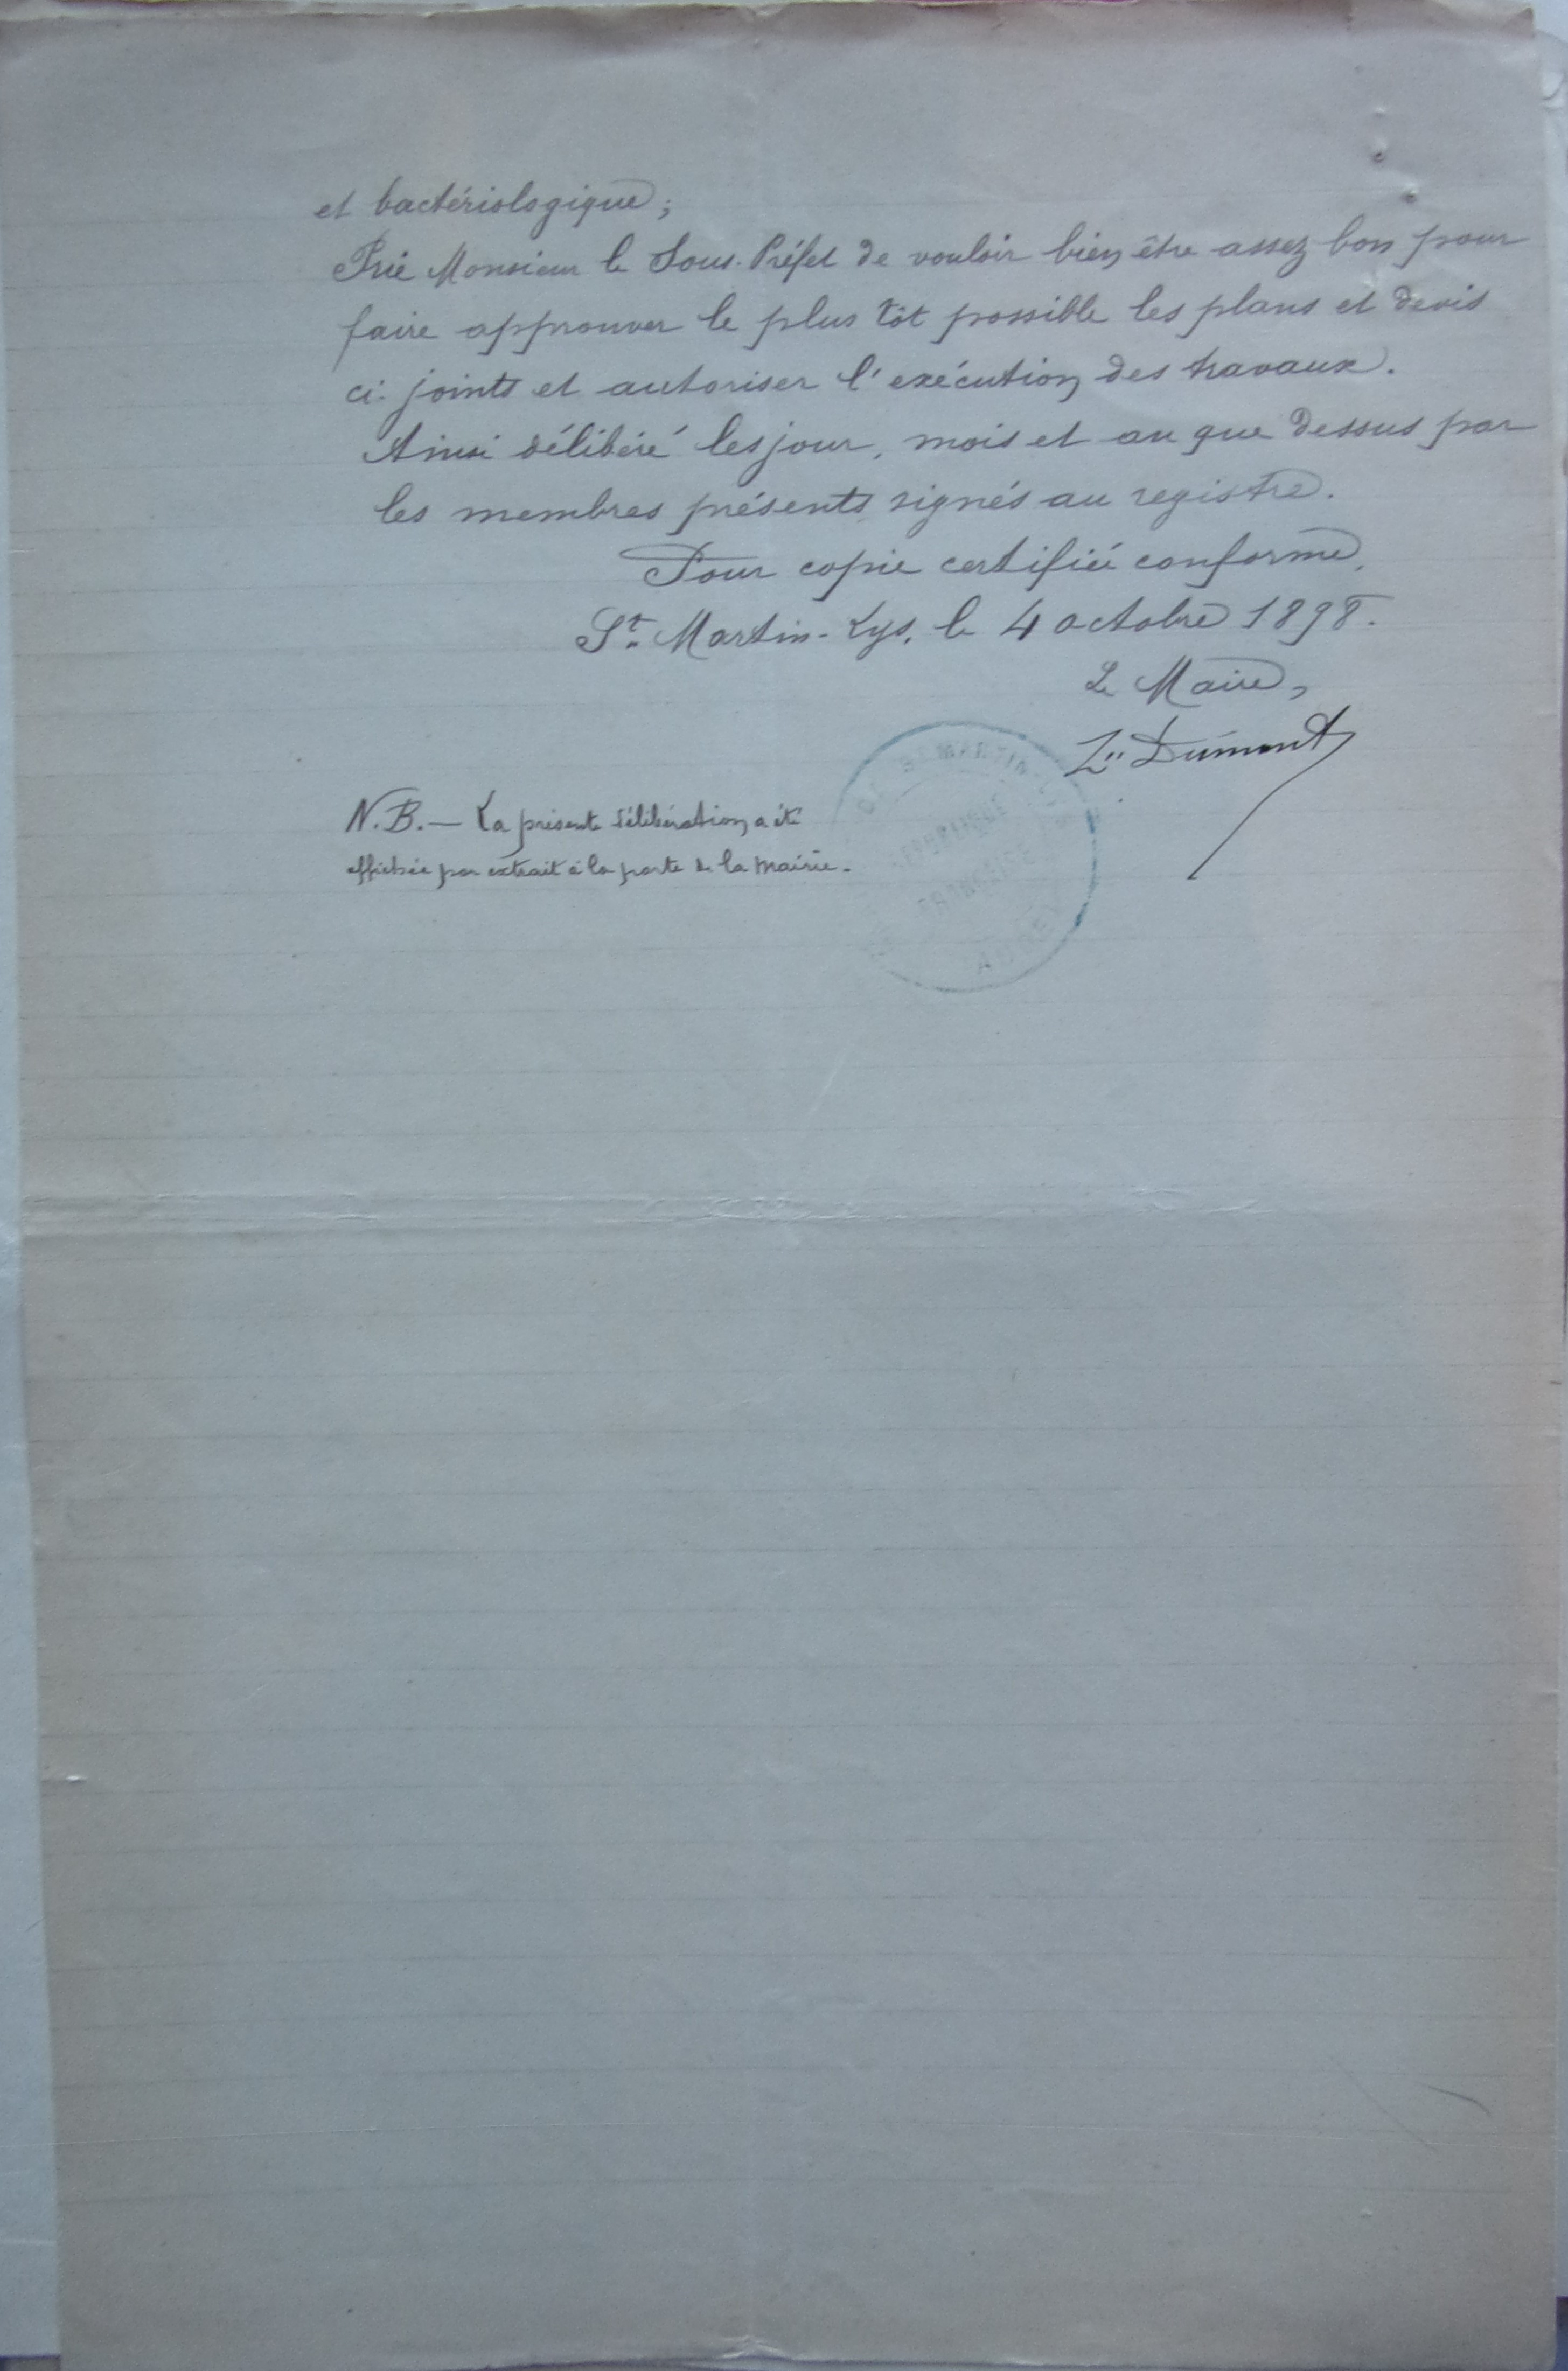 et bactériologique ;
Prie Monsieur le Sous-Préfet de vouloir bien être assez bon pour
faire approuver le plus tôt possible les plans et devis
ci-joints et autoriser l'exécution des travaux.
Ainsi délibéré les jour, mois et an que dessus par
les membres présents signés au registre.
Pour copie certifiée conforme,
St. Martin-Lys, le 4 octobre 1898.
Le Maire,
Dumont
N.B. — La présente délibération a été
affichée par extrait à la porte de la Mairie.
DE ST MARTIN
REPUBLIQUE
FRANÇAISE
AUDE